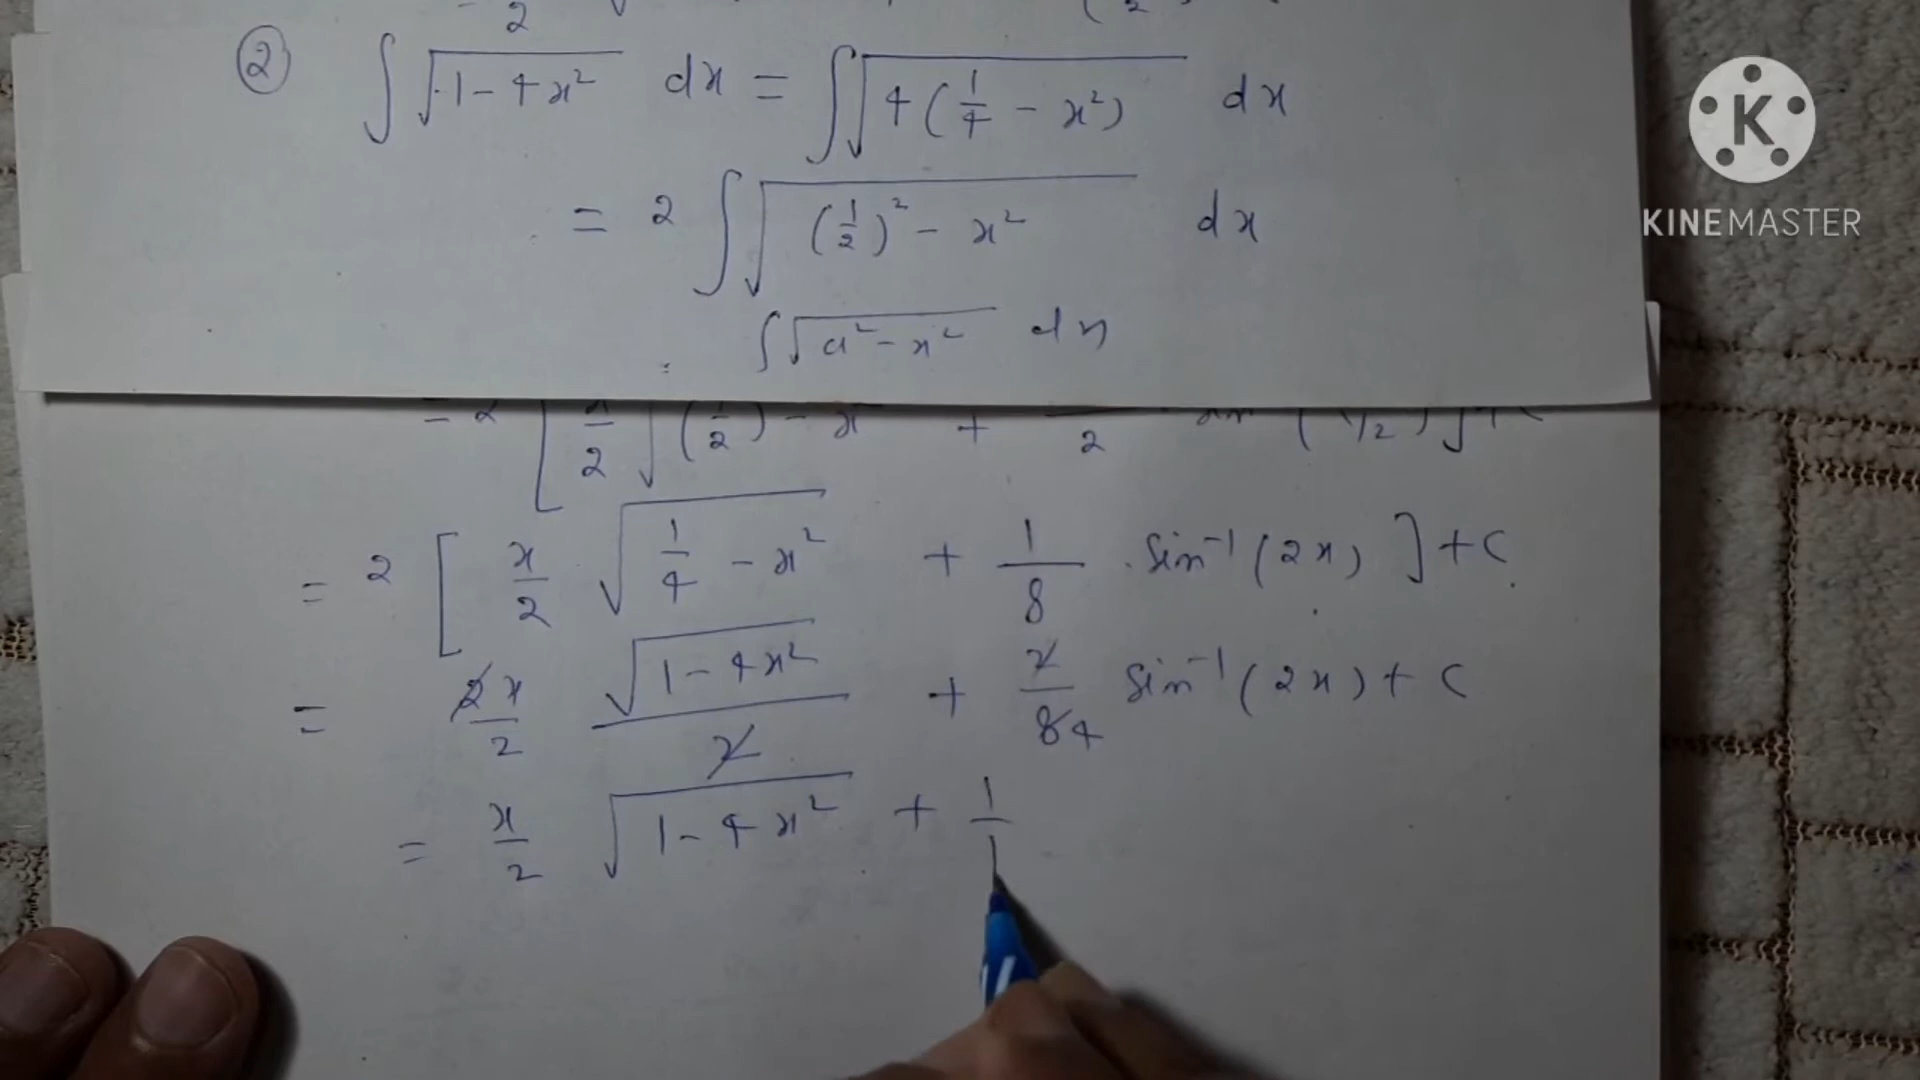 ② ∫ √(1-4x²) dx = ∫ √(4(1/4 - x²)) dx
= 2 ∫ √((1/2)² - x²) dx
∫ √(a² - x²) dx
= 2 [ x/2 √(1/4 - x²) + 1/8 . sin⁻¹(2x) ] + C
= 2x/2 √(1-4x²)/2 + 2/8 4 sin⁻¹(2x) + C
= x/2 √(1-4x²) + 1/
KINEMASTER